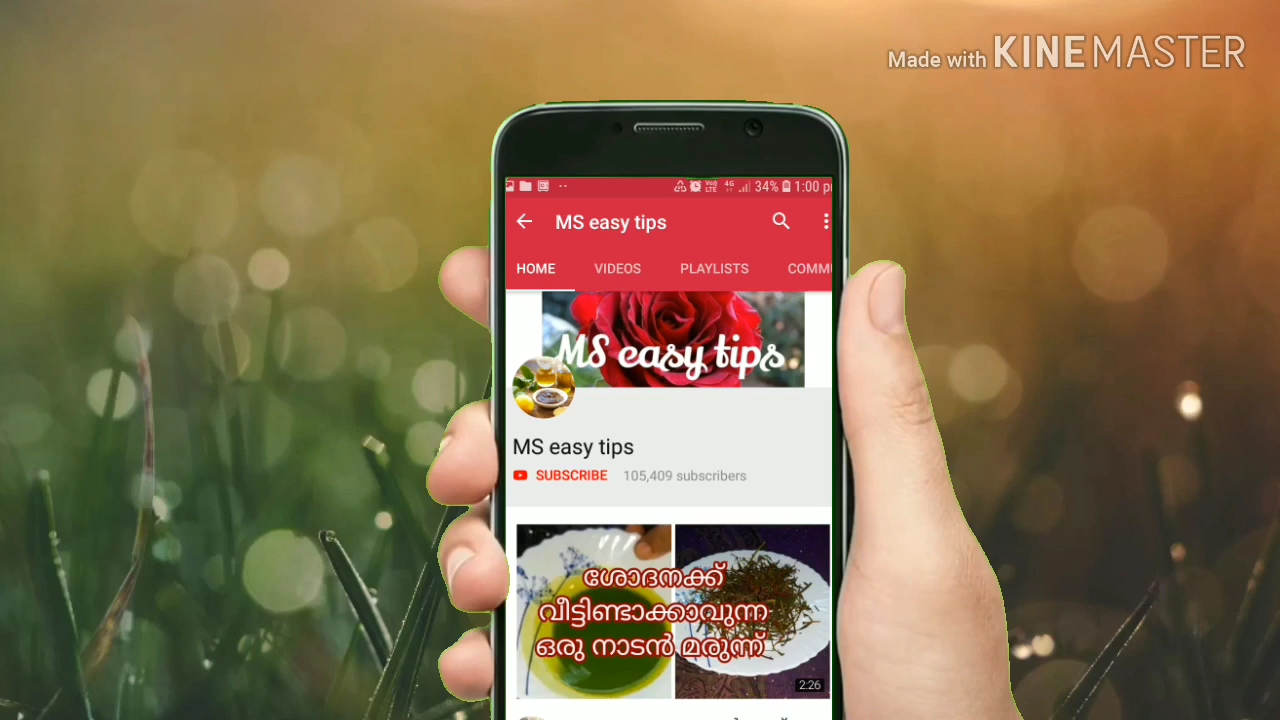 Made with KINEMASTER
34% 1:00
MS easy tips
HOME VIDEOS PLAYLISTS COMMU
MS easy tips
MS easy tips
SUBSCRIBE 105,409 subscribers
ശോദനക്ക്
വീട്ടിണ്ടാക്കാവുന്ന
ഒരു നാടൻ മരുന്ന്
2:26